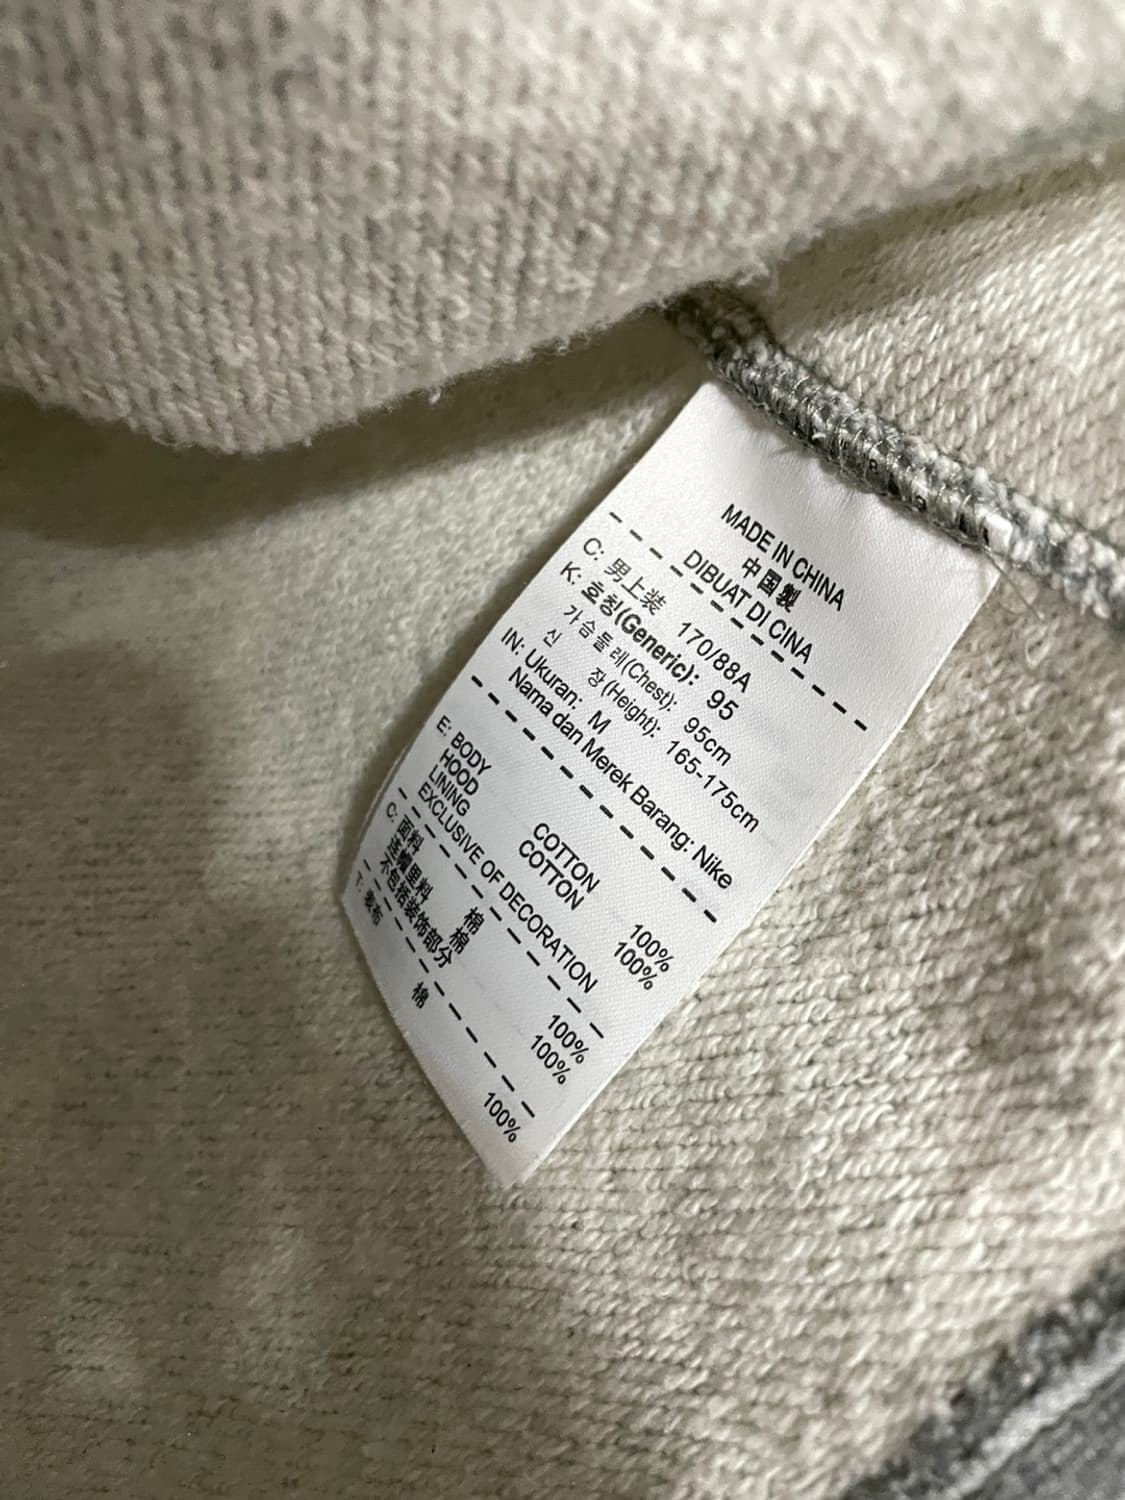 MADE IN CHINA
中国製
DIBUAT DI CINA
C: 男上装 170/88A
K: 호칭(Generic): 95
가슴둘레(Chest): 95cm
신 장(Height): 165-175cm
IN: Ukuran: M
Nama dan Merek Barang: Nike
E: BODY COTTON 100%
HOOD
LINING COTTON 100%
EXCLUSIVE OF DECORATION
C: 面料 棉 100%
连帽里料 棉 100%
不包括装饰部分
T: 表布 棉 100%